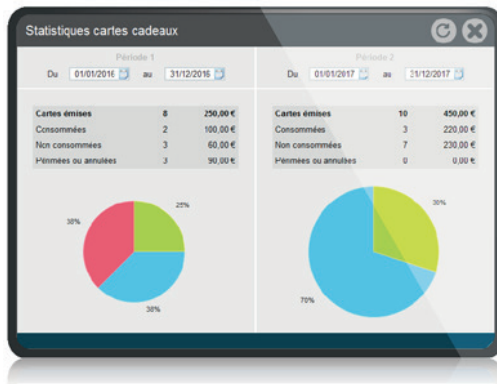 Statistiques cartes cadeaux
Période 1
Du 01/01/2016 au 31/12/2016
Cartes émises 8 250,00 €
Consommées 2 100,00 €
Non consommées 3 60,00 €
Périmées ou annulées 3 90,00 €
25%
38%
38%
Période 2
Du 01/01/2017 au 31/12/2017
Cartes émises 10 450,00 €
Consommées 3 220,00 €
Non consommées 7 230,00 €
Périmées ou annulées 0 0,00 €
30%
70%